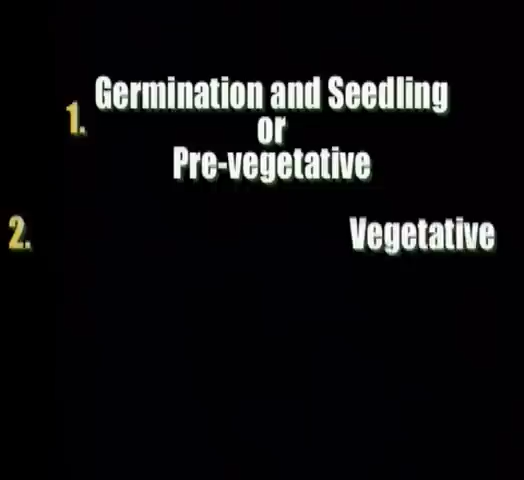 1. Germination and Seedling
or
Pre-vegetative
2. Vegetative